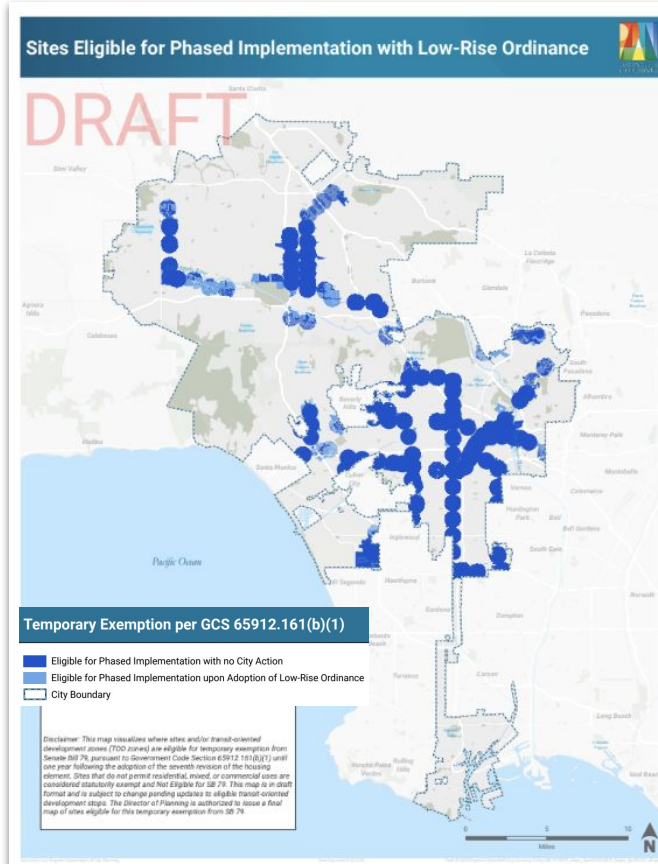 Sites Eligible for Phased Implementation with Low-Rise Ordinance
DRAFT
Santa Clarita
Simi Valley
La Cañada
Flintridge
Burbank
Glendale
Pasadena
Agoura
Hills
Calabasas
South
Pasadena
Alhambra
Beverly
Hills
Monterey Park
Malibu
Santa Monica
Culver
City
Montebello
Vernon
Commerce
Huntington
Park
Bell
Bell Gardens
Inglewood
South Gate
Pacific Ocean
El Segundo
Hawthorne
Norwalk
Gardena
Compton
Temporary Exemption per GCS 65912.161(b)(1)
Eligible for Phased Implementation with no City Action
Eligible for Phased Implementation upon Adoption of Low-Rise Ordinance
City Boundary
Torrance
Carson
Long Beach
Rolling
Hills
Disclaimer: This map visualizes where sites and/or transit-oriented
development zones (TOD zones) are eligible for temporary exemption from
Senate Bill 79, pursuant to Government Code Section 65912.161(b)(1) until
one year following the adoption of the seventh revision of the housing
element. Sites that do not permit residential, mixed, or commercial uses are
considered statutorily exempt and Not Eligible for SB 79. This map is in draft
format and is subject to change pending updates to eligible transit-oriented
development stops. The Director of Planning is authorized to issue a final
map of sites eligible for this temporary exemption from SB 79.
0 5 10
Miles
N